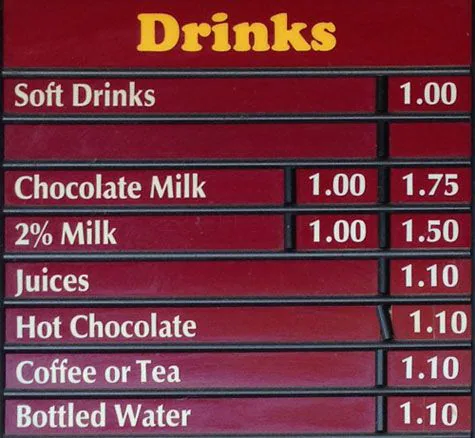 Drinks
Soft Drinks 1.00
Chocolate Milk 1.00 1.75
2% Milk 1.00 1.50
Juices 1.10
Hot Chocolate 1.10
Coffee or Tea 1.10
Bottled Water 1.10